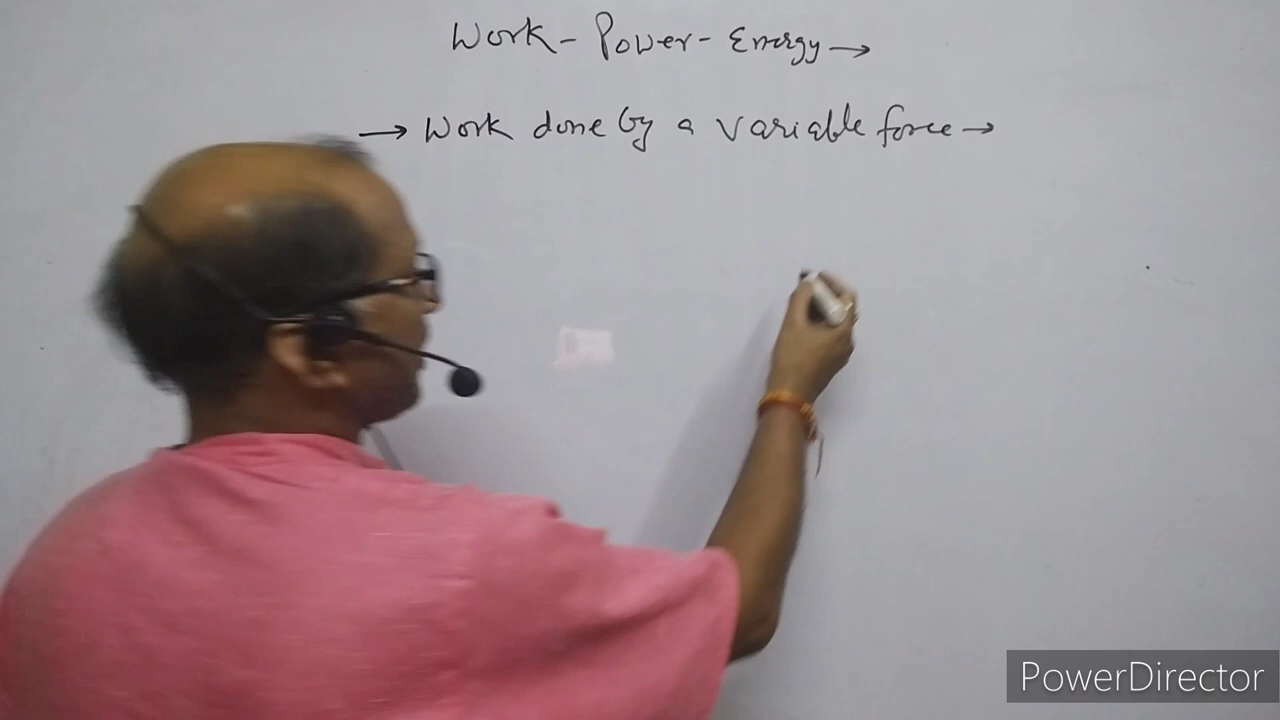 Work - Power - Energy →
→ Work done by a variable force →
PowerDirector